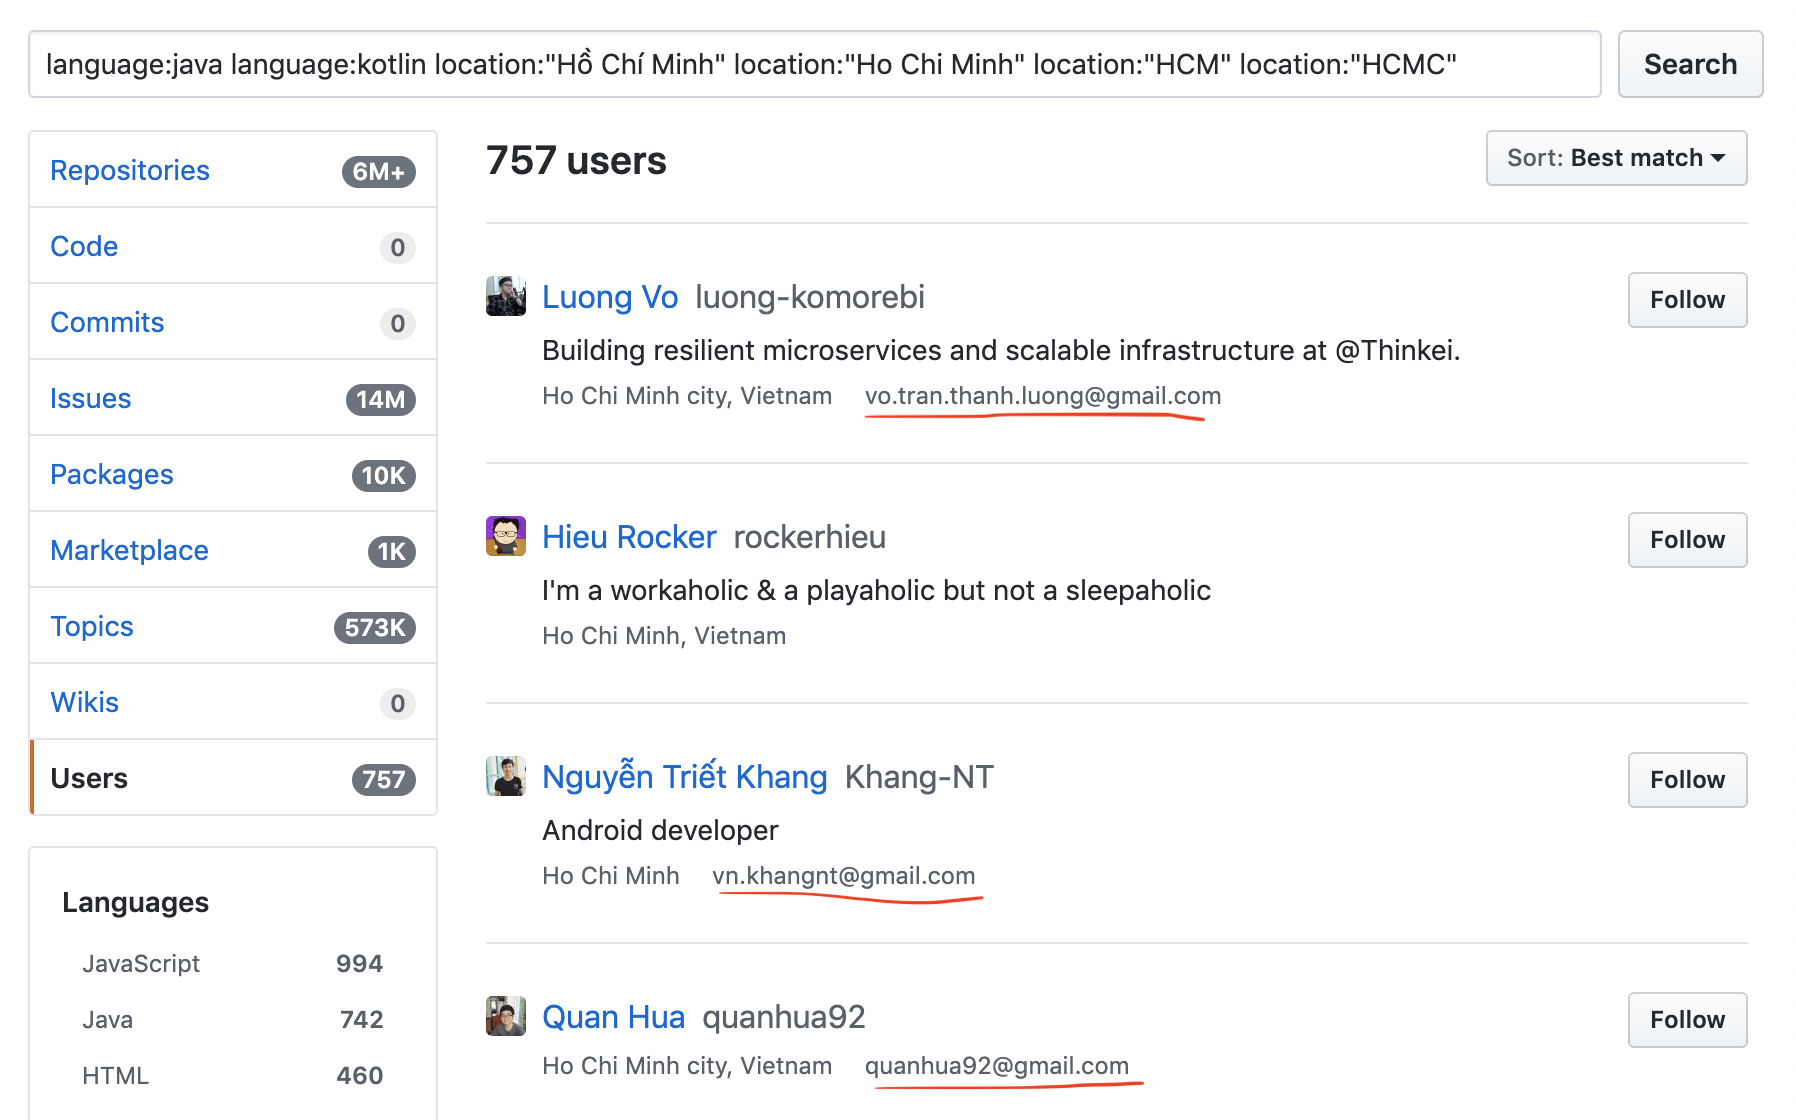 language:java language:kotlin location:"Hồ Chí Minh" location:"Ho Chi Minh" location:"HCM" location:"HCMC"
Search
Repositories 6M+
Code 0
Commits 0
Issues 14M
Packages 10K
Marketplace 1K
Topics 573K
Wikis 0
Users 757
Languages
JavaScript 994
Java 742
HTML 460
757 users
Sort: Best match
Luong Vo luong-komorebi
Follow
Building resilient microservices and scalable infrastructure at @Thinkei.
Ho Chi Minh city, Vietnam vo.tran.thanh.luong@gmail.com
Hieu Rocker rockerhieu
Follow
I'm a workaholic & a playaholic but not a sleepaholic
Ho Chi Minh, Vietnam
Nguyễn Triết Khang Khang-NT
Follow
Android developer
Ho Chi Minh vn.khangnt@gmail.com
Quan Hua quanhua92
Follow
Ho Chi Minh city, Vietnam quanhua92@gmail.com